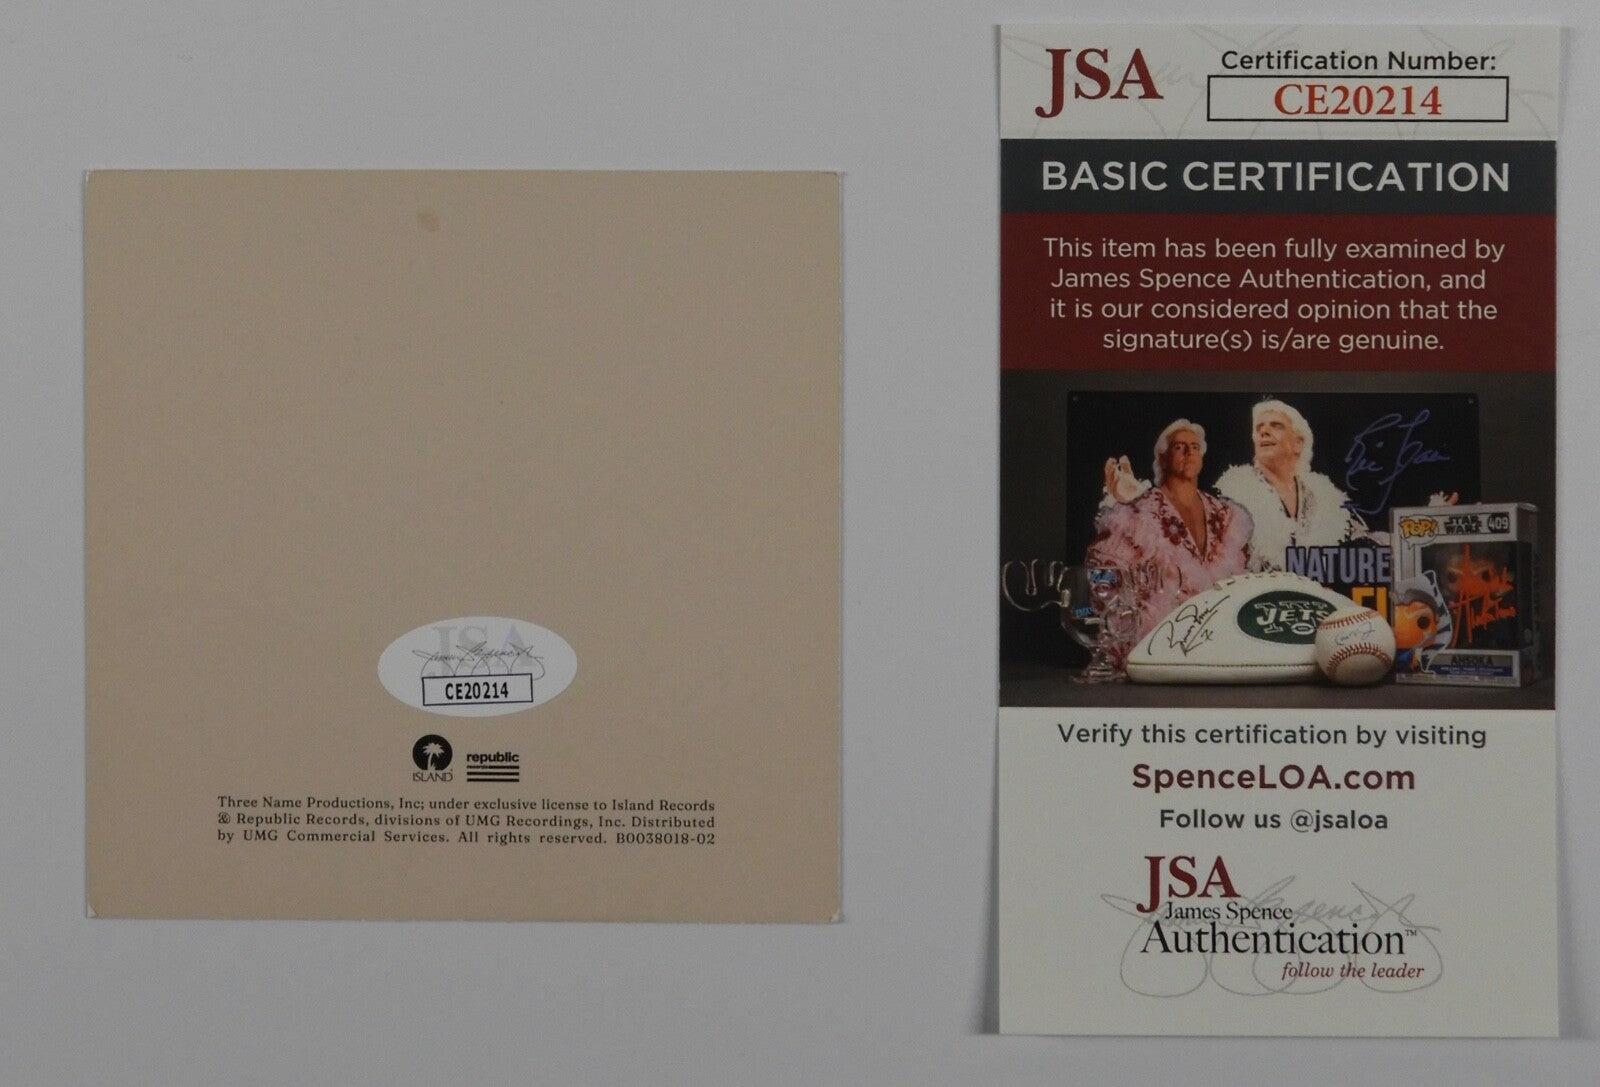 JSA
CE20214
ISLAND
republic
records
Three Name Productions, Inc; under exclusive license to Island Records
& Republic Records, divisions of UMG Recordings, Inc. Distributed
by UMG Commercial Services. All rights reserved. B0038018-02
JSA
Certification Number:
CE20214
BASIC CERTIFICATION
This item has been fully examined by
James Spence Authentication, and
it is our considered opinion that the
signature(s) is/are genuine.
NATURE
POP!
STAR
WARS
409
JETS
AHSOKA
Verify this certification by visiting
SpenceLOA.com
Follow us @jsaloa
JSA
James Spence
Authentication™
follow the leader